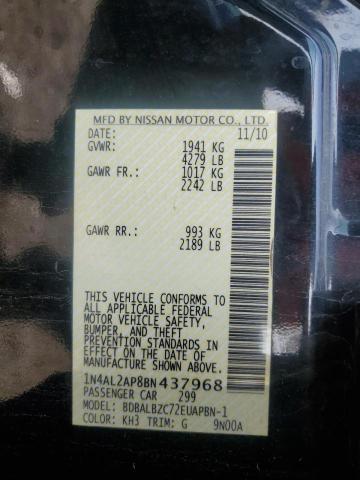 MFD BY NISSAN MOTOR CO., LTD.
DATE: 11/10
GVWR: 1941 KG
4279 LB
GAWR FR.: 1017 KG
2242 LB
GAWR RR.: 993 KG
2189 LB
THIS VEHICLE CONFORMS TO
ALL APPLICABLE FEDERAL
MOTOR VEHICLE SAFETY,
BUMPER, AND THEFT
PREVENTION STANDARDS IN
EFFECT ON THE DATE OF
MANUFACTURE SHOWN ABOVE.
1N4AL2AP8BN437968
PASSENGER CAR 299
MODEL: BDBALBZC72EUAPBN-1
COLOR: KH3 TRIM: G 9N00A